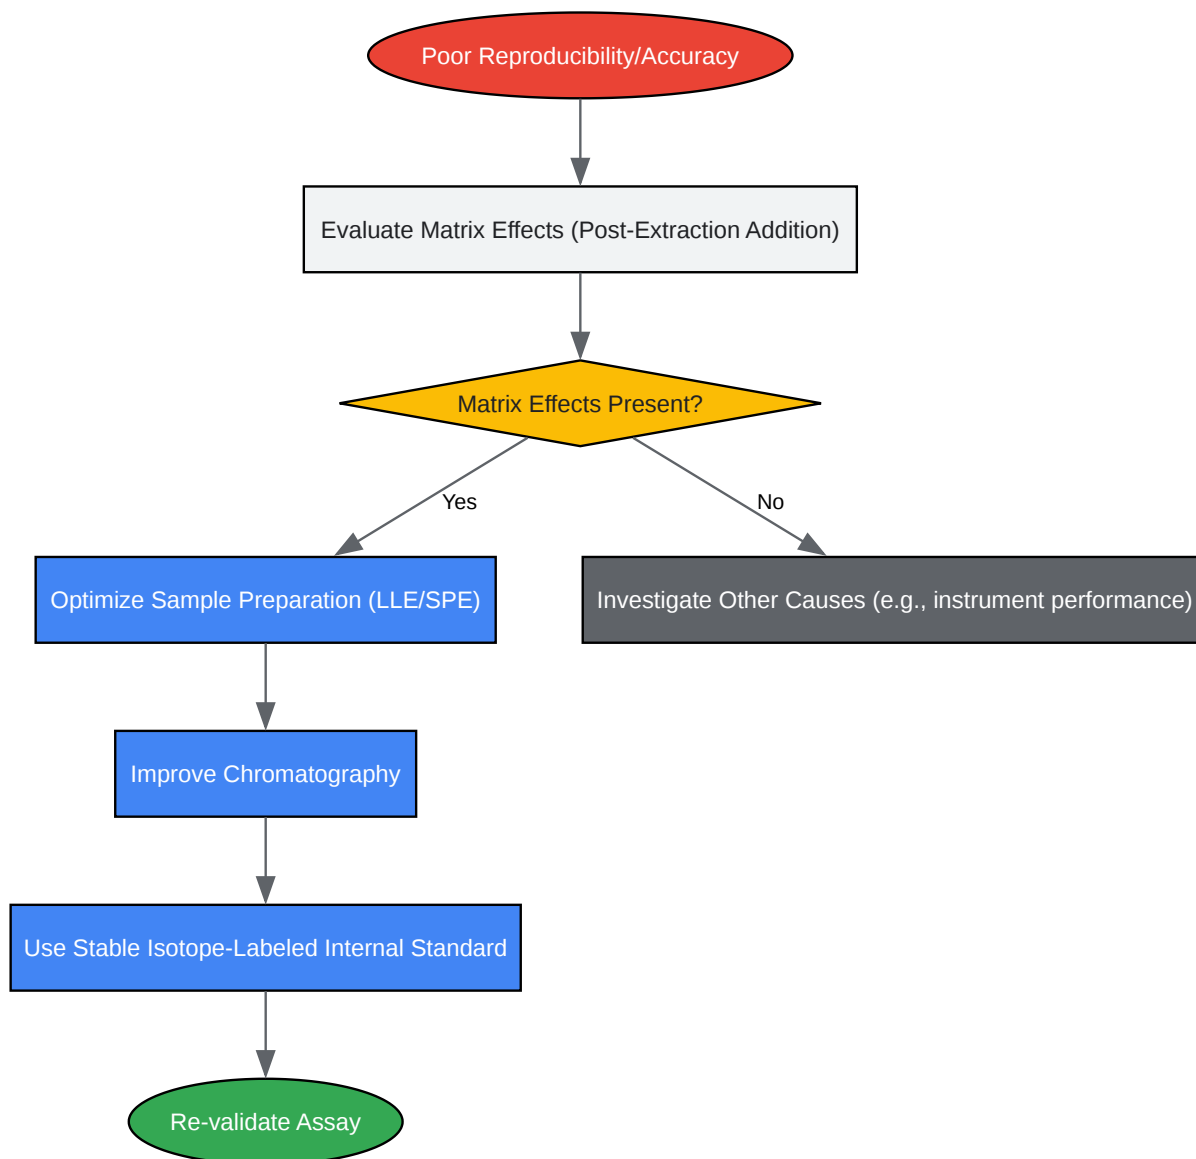 Poor Reproducibility/Accuracy
Evaluate Matrix Effects (Post-Extraction Addition)
Matrix Effects Present?
Yes
No
Optimize Sample Preparation (LLE/SPE)
Investigate Other Causes (e.g., instrument performance)
Improve Chromatography
Use Stable Isotope-Labeled Internal Standard
Re-validate Assay